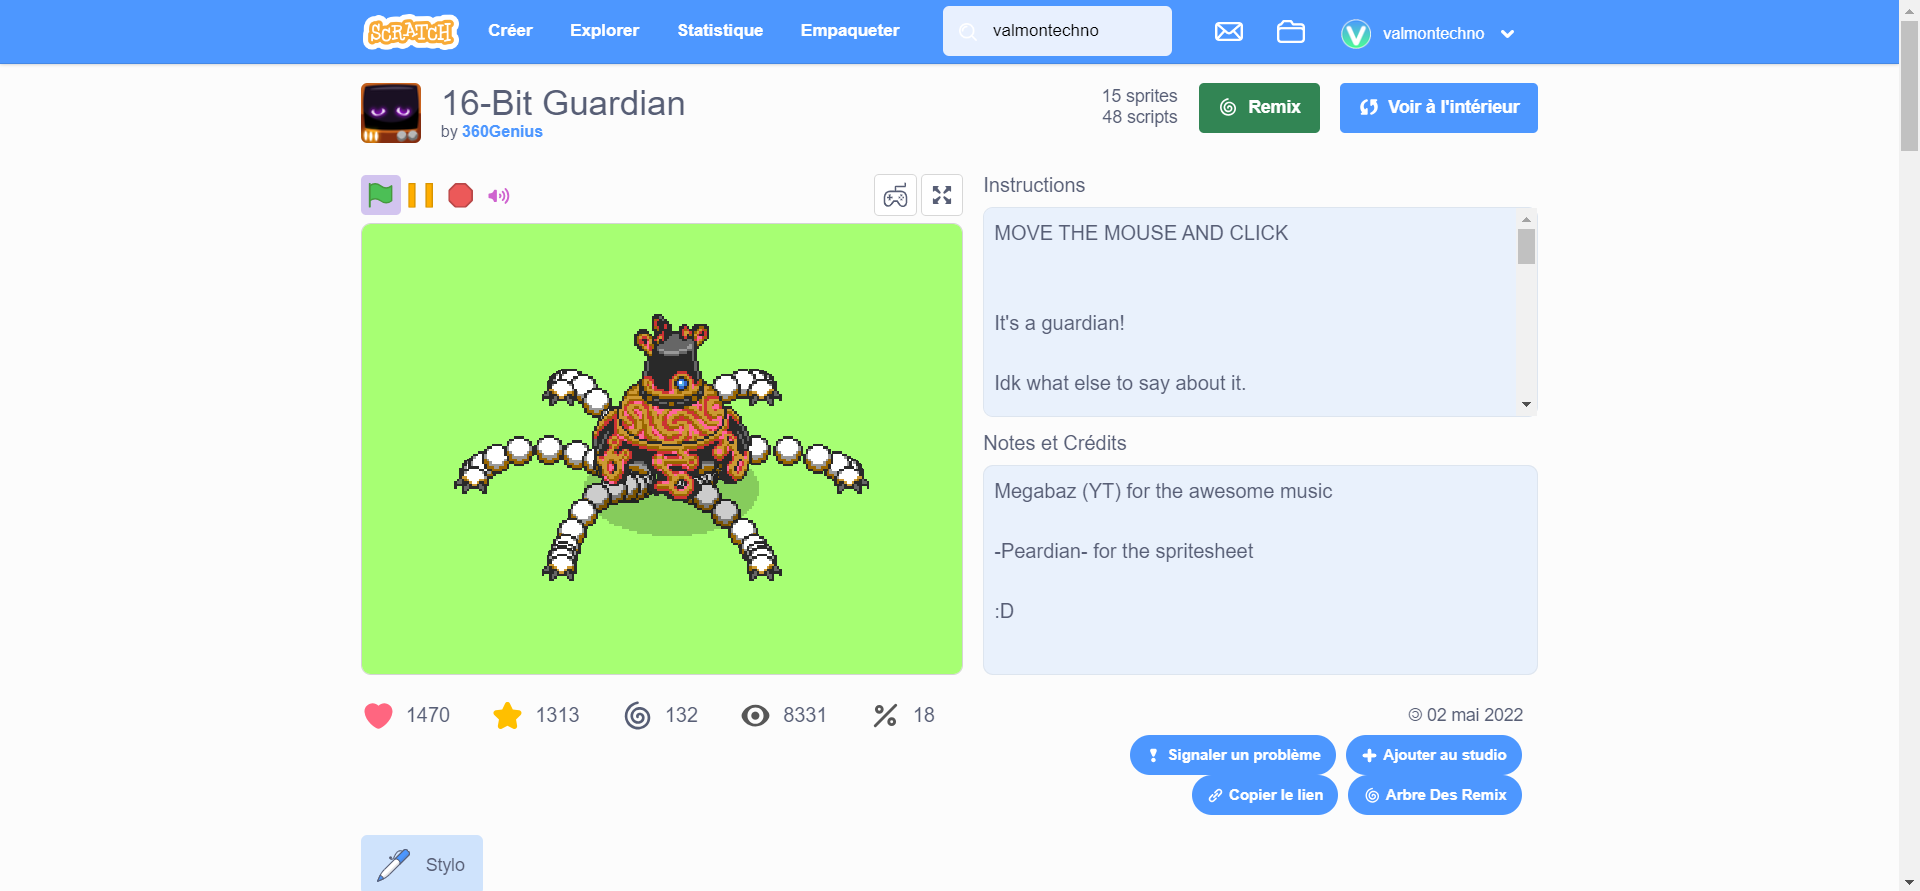 SCRATCH
Créer
Explorer
Statistique
Empaqueter
valmontechno
V
valmontechno
16-Bit Guardian
by 360Genius
15 sprites
48 scripts
Remix
Voir à l'intérieur
Instructions
MOVE THE MOUSE AND CLICK
It's a guardian!
Idk what else to say about it.
Notes et Crédits
Megabaz (YT) for the awesome music
-Peardian- for the spritesheet
:D
1470
1313
132
8331
18
© 02 mai 2022
Signaler un problème
Ajouter au studio
Copier le lien
Arbre Des Remix
Stylo